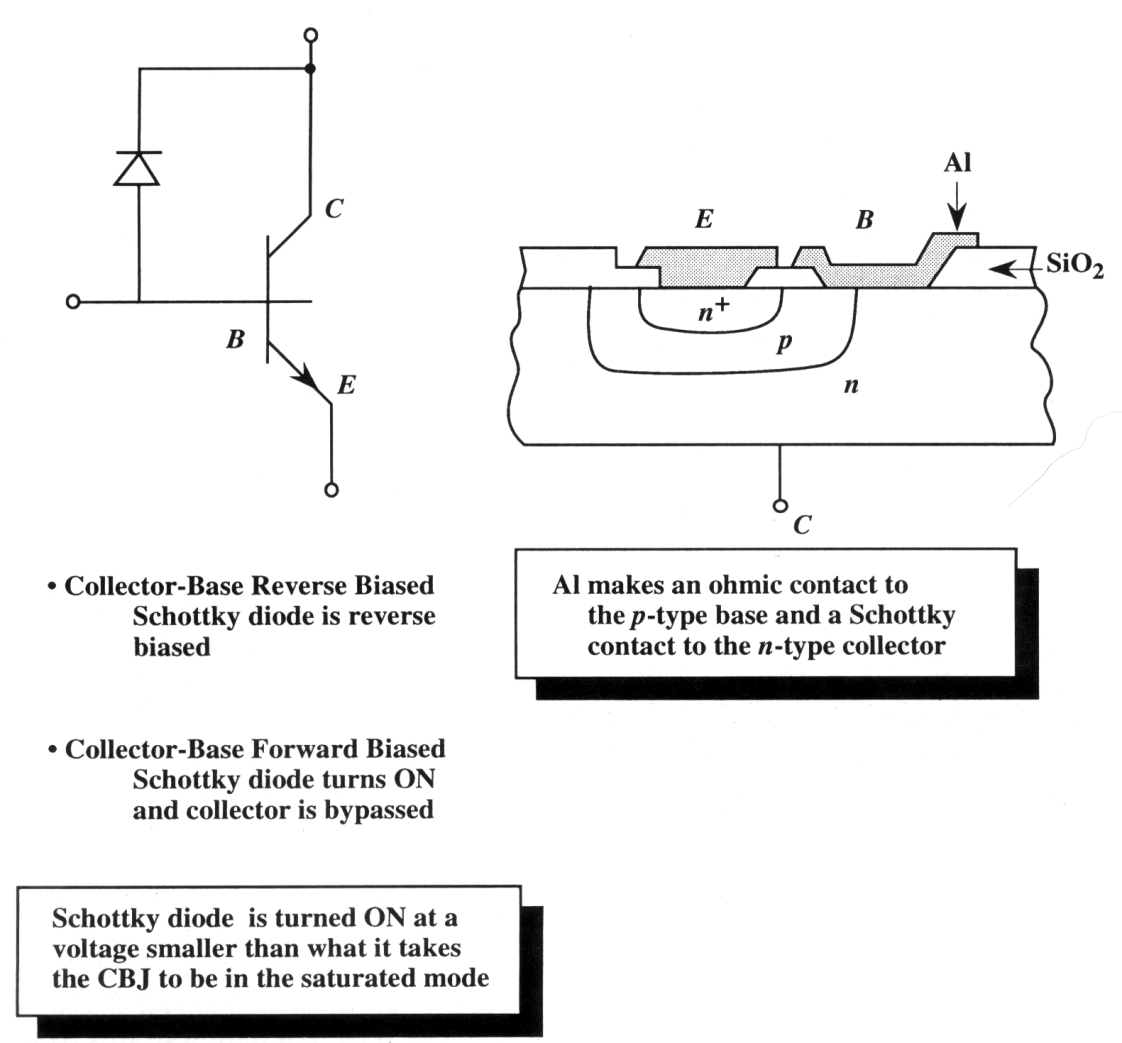 C
B
E
Al
E
B
SiO₂
n+
p
n
C
• Collector-Base Reverse Biased
Schottky diode is reverse
biased
Al makes an ohmic contact to
the p-type base and a Schottky
contact to the n-type collector
• Collector-Base Forward Biased
Schottky diode turns ON
and collector is bypassed
Schottky diode is turned ON at a
voltage smaller than what it takes
the CBJ to be in the saturated mode